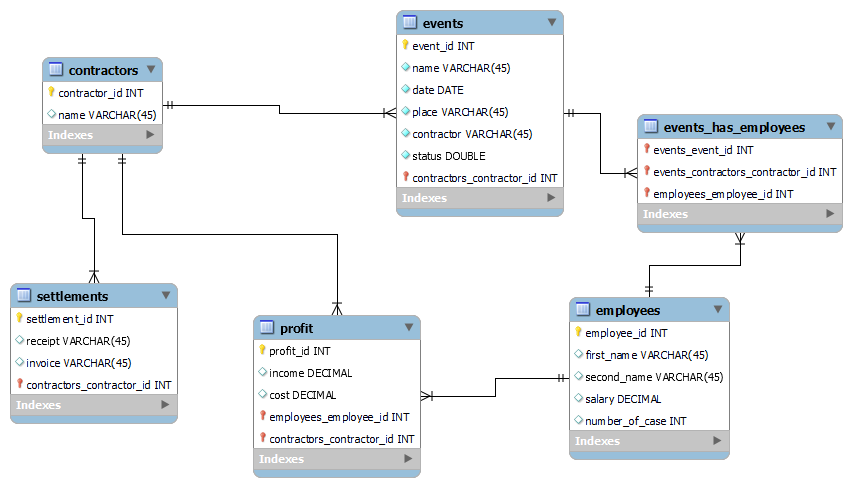 events
event_id INT
name VARCHAR(45)
date DATE
place VARCHAR(45)
contractor VARCHAR(45)
status DOUBLE
contractors_contractor_id INT
Indexes
contractors
contractor_id INT
name VARCHAR(45)
Indexes
events_has_employees
events_event_id INT
events_contractors_contractor_id INT
employees_employee_id INT
Indexes
settlements
settlement_id INT
receipt VARCHAR(45)
invoice VARCHAR(45)
contractors_contractor_id INT
Indexes
profit
profit_id INT
income DECIMAL
cost DECIMAL
employees_employee_id INT
contractors_contractor_id INT
Indexes
employees
employee_id INT
first_name VARCHAR(45)
second_name VARCHAR(45)
salary DECIMAL
number_of_case INT
Indexes